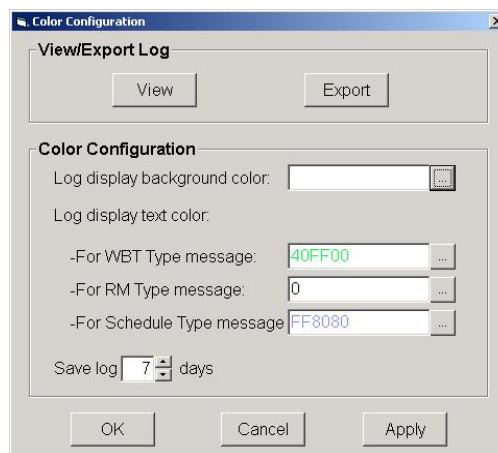 Color Configuration
View/Export Log
View Export
Color Configuration
Log display background color: ...
Log display text color:
-For WBT Type message: 40FF00 ...
-For RM Type message: 0 ...
-For Schedule Type message FF8080 ...
Save log 7 days
OK Cancel Apply